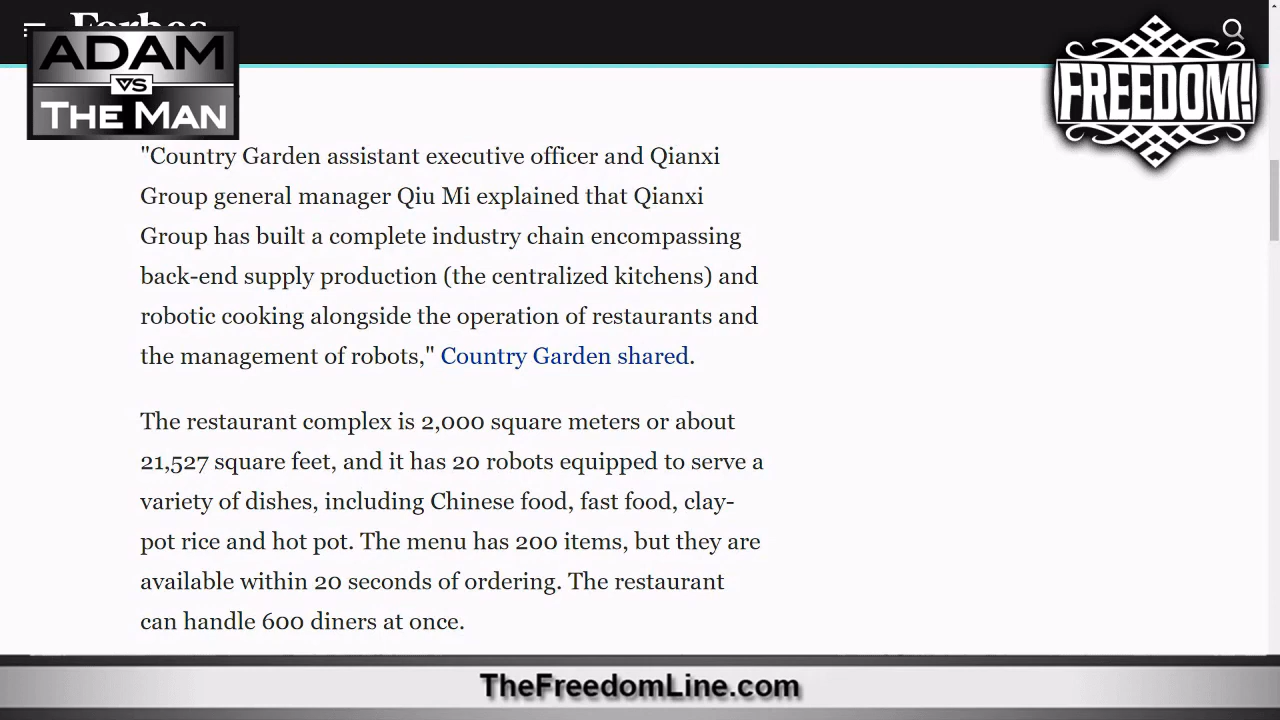 Forbes
ADAM
VS
THE MAN
FREEDOM!
"Country Garden assistant executive officer and Qianxi
Group general manager Qiu Mi explained that Qianxi
Group has built a complete industry chain encompassing
back-end supply production (the centralized kitchens) and
robotic cooking alongside the operation of restaurants and
the management of robots," Country Garden shared.
The restaurant complex is 2,000 square meters or about
21,527 square feet, and it has 20 robots equipped to serve a
variety of dishes, including Chinese food, fast food, clay-
pot rice and hot pot. The menu has 200 items, but they are
available within 20 seconds of ordering. The restaurant
can handle 600 diners at once.
TheFreedomLine.com